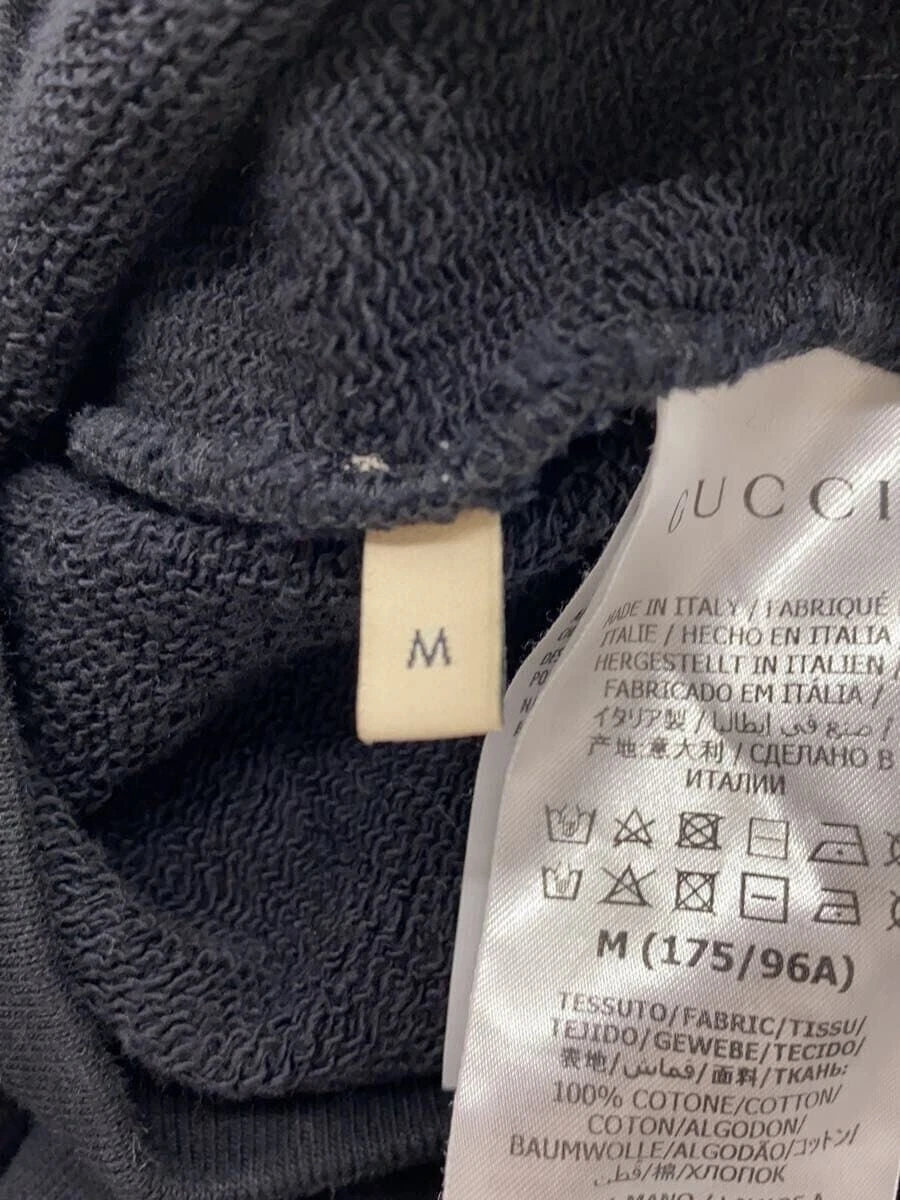 M
GUCCI
MADE IN ITALY / FABRIQUÉ
ITALIE / HECHO EN ITALIA
HERGESTELLT IN ITALIEN /
FABRICADO EM ITÁLIA /
イタリア製 / صنع في ايطاليا /
产地:意大利 / СДЕЛАНО В
ИТАЛИИ
M (175/96A)
TESSUTO/FABRIC/TISSU/
TEJIDO/GEWEBE/TECIDO/
表地/قماش/面料/ТКАНЬ:
100% COTONE/COTTON/
COTON/ALGODON/
BAUMWOLLE/ALGODÃO/コットン/
قطن/棉/ХЛОПОК